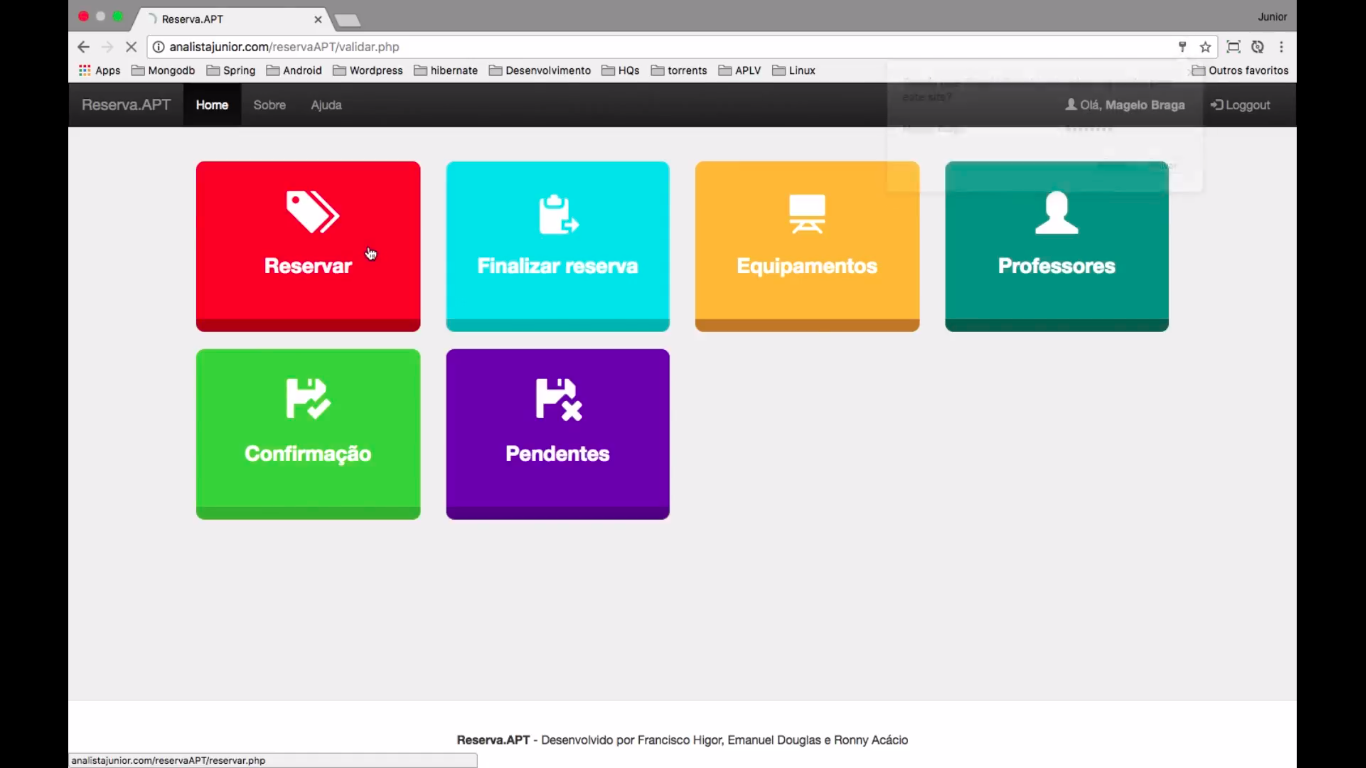 Reserva.APT
Junior
analistajunior.com/reservaAPT/validar.php
Apps Mongodb Spring Android Wordpress hibernate Desenvolvimento HQs torrents APLV Linux Outros favoritos
Reserva.APT Home Sobre Ajuda Olá, Magelo Braga Loggout
Reservar Finalizar reserva Equipamentos Professores
Confirmação Pendentes
Reserva.APT - Desenvolvido por Francisco Higor, Emanuel Douglas e Ronny Acácio
analistajunior.com/reservaAPT/reservar.php